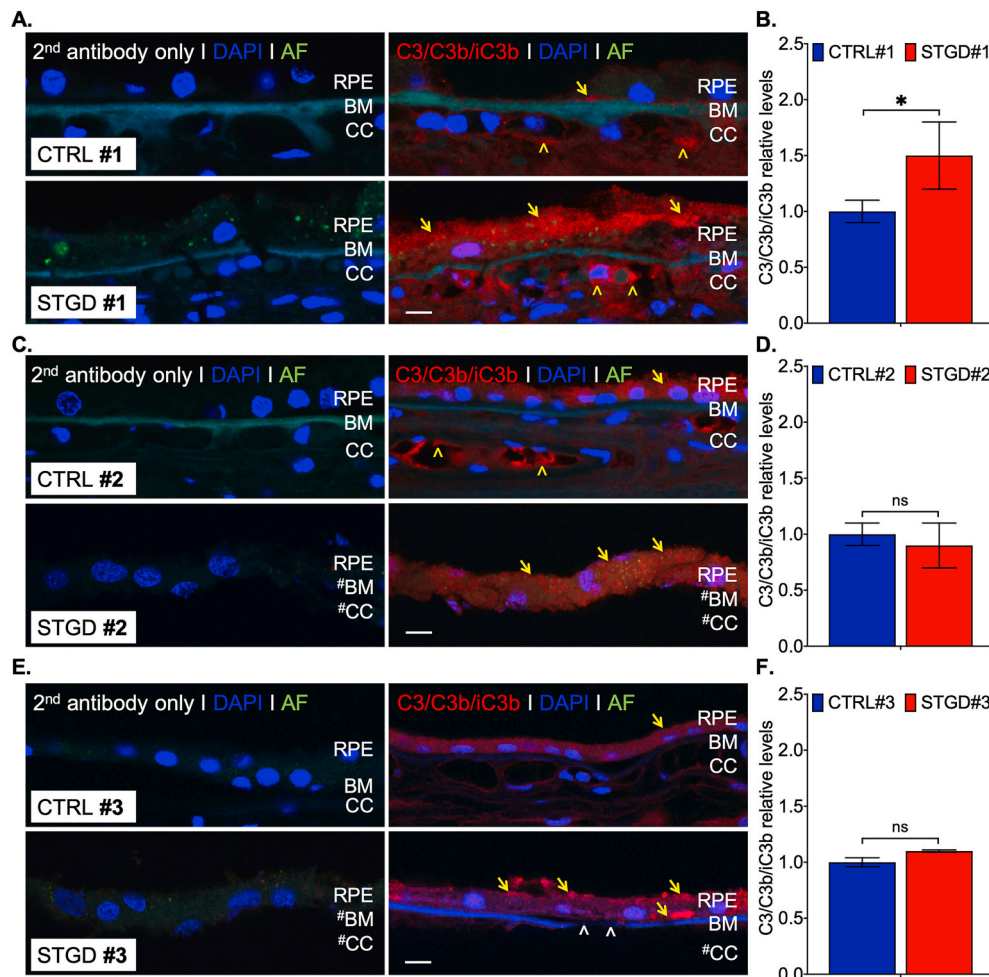 A.
2nd antibody only I DAPI I AF
RPE
BM
CC
CTRL #1
C3/C3b/iC3b I DAPI I AF
RPE
BM
CC
^ ^
RPE
BM
CC
STGD #1
RPE
BM
CC
^ ^
B.
CTRL#1 STGD#1
C3/C3b/iC3b relative levels
2.5
2.0
1.5
1.0
0.5
0.0
*
C.
2nd antibody only I DAPI I AF
RPE
BM
CC
CTRL #2
C3/C3b/iC3b I DAPI I AF
RPE
BM
CC
^ ^
RPE
#BM
#CC
STGD #2
RPE
#BM
#CC
D.
CTRL#2 STGD#2
C3/C3b/iC3b relative levels
2.5
2.0
1.5
1.0
0.5
0.0
ns
E.
2nd antibody only I DAPI I AF
RPE
BM
CC
CTRL #3
C3/C3b/iC3b I DAPI I AF
RPE
BM
CC
RPE
#BM
#CC
STGD #3
RPE
BM
#CC
^ ^
F.
CTRL#3 STGD#3
C3/C3b/iC3b relative levels
2.5
2.0
1.5
1.0
0.5
0.0
ns